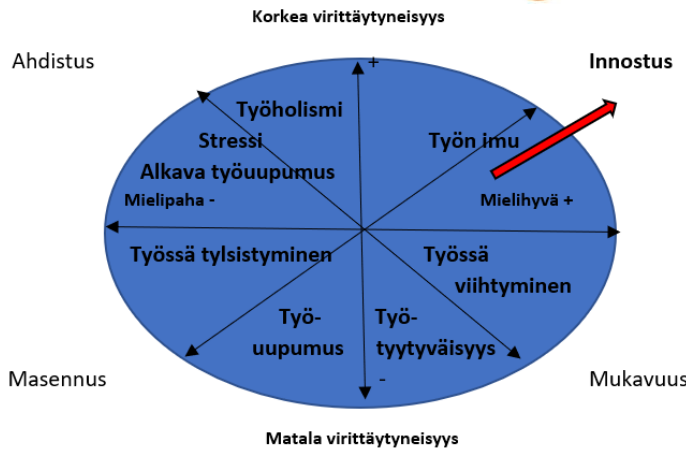 Korkea virittäytyneisyys
Ahdistus
+
Innostus
Työholismi
Stressi
Työn imu
Alkava työuupumus
Mielipaha -
Mielihyvä +
Työssä tylsistyminen
Työssä
viihtyminen
Työ-
uupumus
Työ-
tyytyväisyys
Masennus
-
Mukavuus
Matala virittäytyneisyys